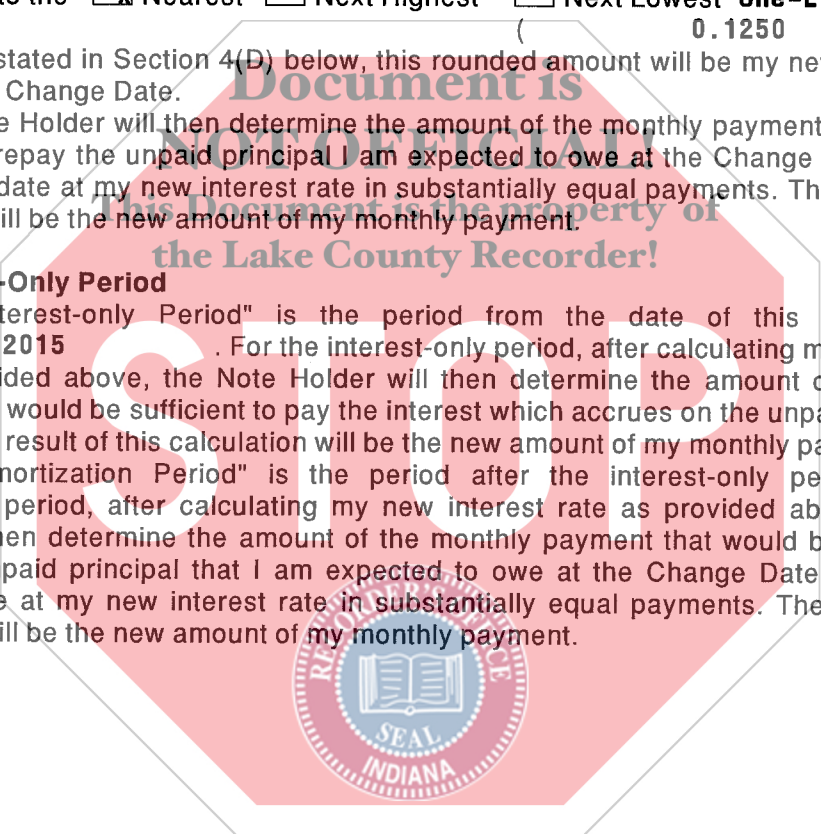 Nearest Next Highest Next Lowest
( 0.1250
stated in Section 4(D) below, this rounded amount will be my ne
Change Date.
Document is
e Holder will then determine the amount of the monthly payment
NOT OFFICIAL!
repay the unpaid principal I am expected to owe at the Change
date at my new interest rate in substantially equal payments. Th
This Document is the property of
ill be the new amount of my monthly payment.
the Lake County Recorder!
-Only Period
terest-only Period" is the period from the date of this
2015 . For the interest-only period, after calculating m
ided above, the Note Holder will then determine the amount o
would be sufficient to pay the interest which accrues on the unpa
result of this calculation will be the new amount of my monthly pa
mortization Period" is the period after the interest-only pe
period, after calculating my new interest rate as provided ab
en determine the amount of the monthly payment that would b
paid principal that I am expected to owe at the Change Date
e at my new interest rate in substantially equal payments. The
ill be the new amount of my monthly payment.
STOP
RECORDER'S OFFICE
SEAL
INDIANA